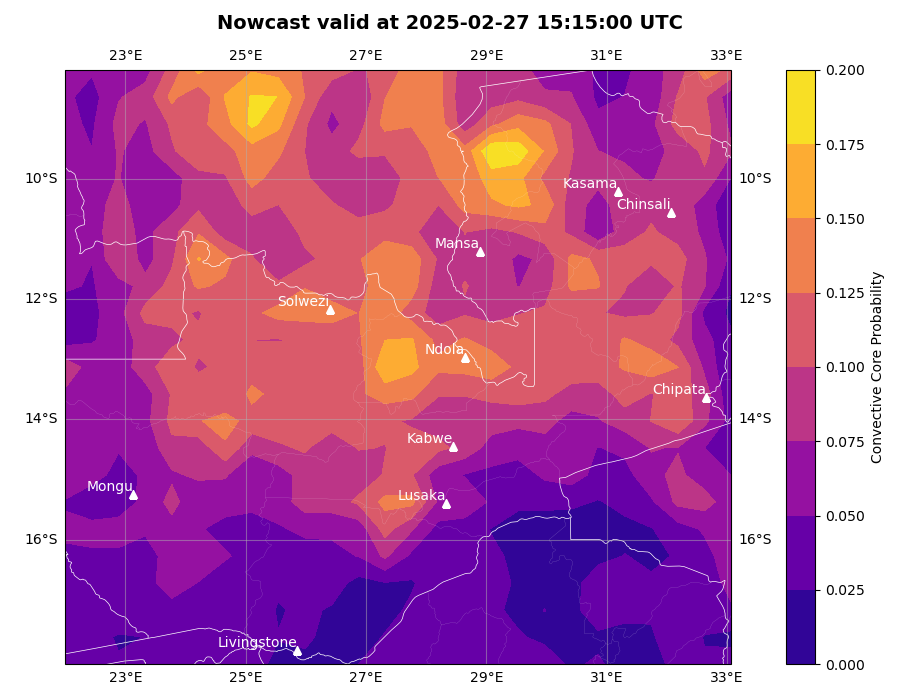 Nowcast valid at 2025-02-27 15:15:00 UTC
23°E 25°E 27°E 29°E 31°E 33°E
0.200
0.175
10°S 10°S
Kasama
Chinsali
0.150
Mansa
0.125
12°S 12°S
Solwezi
Ndola
0.100
Chipata
14°S 14°S
Kabwe
0.075
Mongu
Lusaka
0.050
16°S 16°S
0.025
Livingstone
0.000
23°E 25°E 27°E 29°E 31°E 33°E
Convective Core Probability